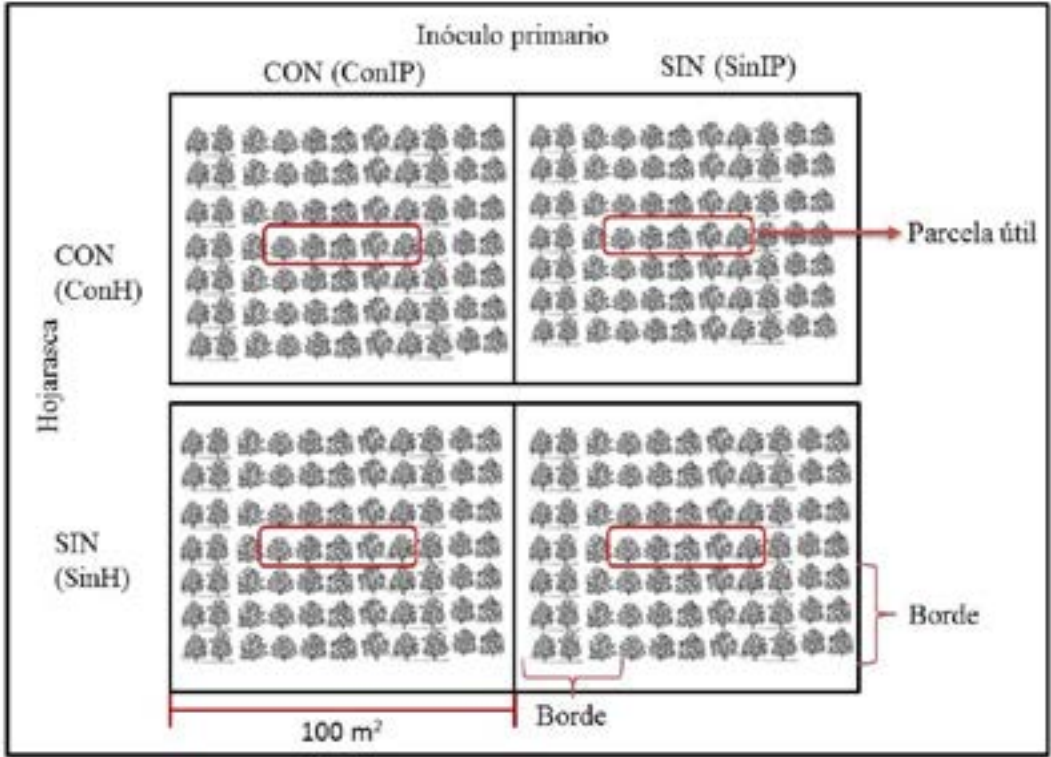 Inóculo primario
CON (ConIP)
SIN (SinIP)
Hojarasca
CON
(ConH)
Parcela útil
SIN
(SinH)
Borde
Borde
100 m²